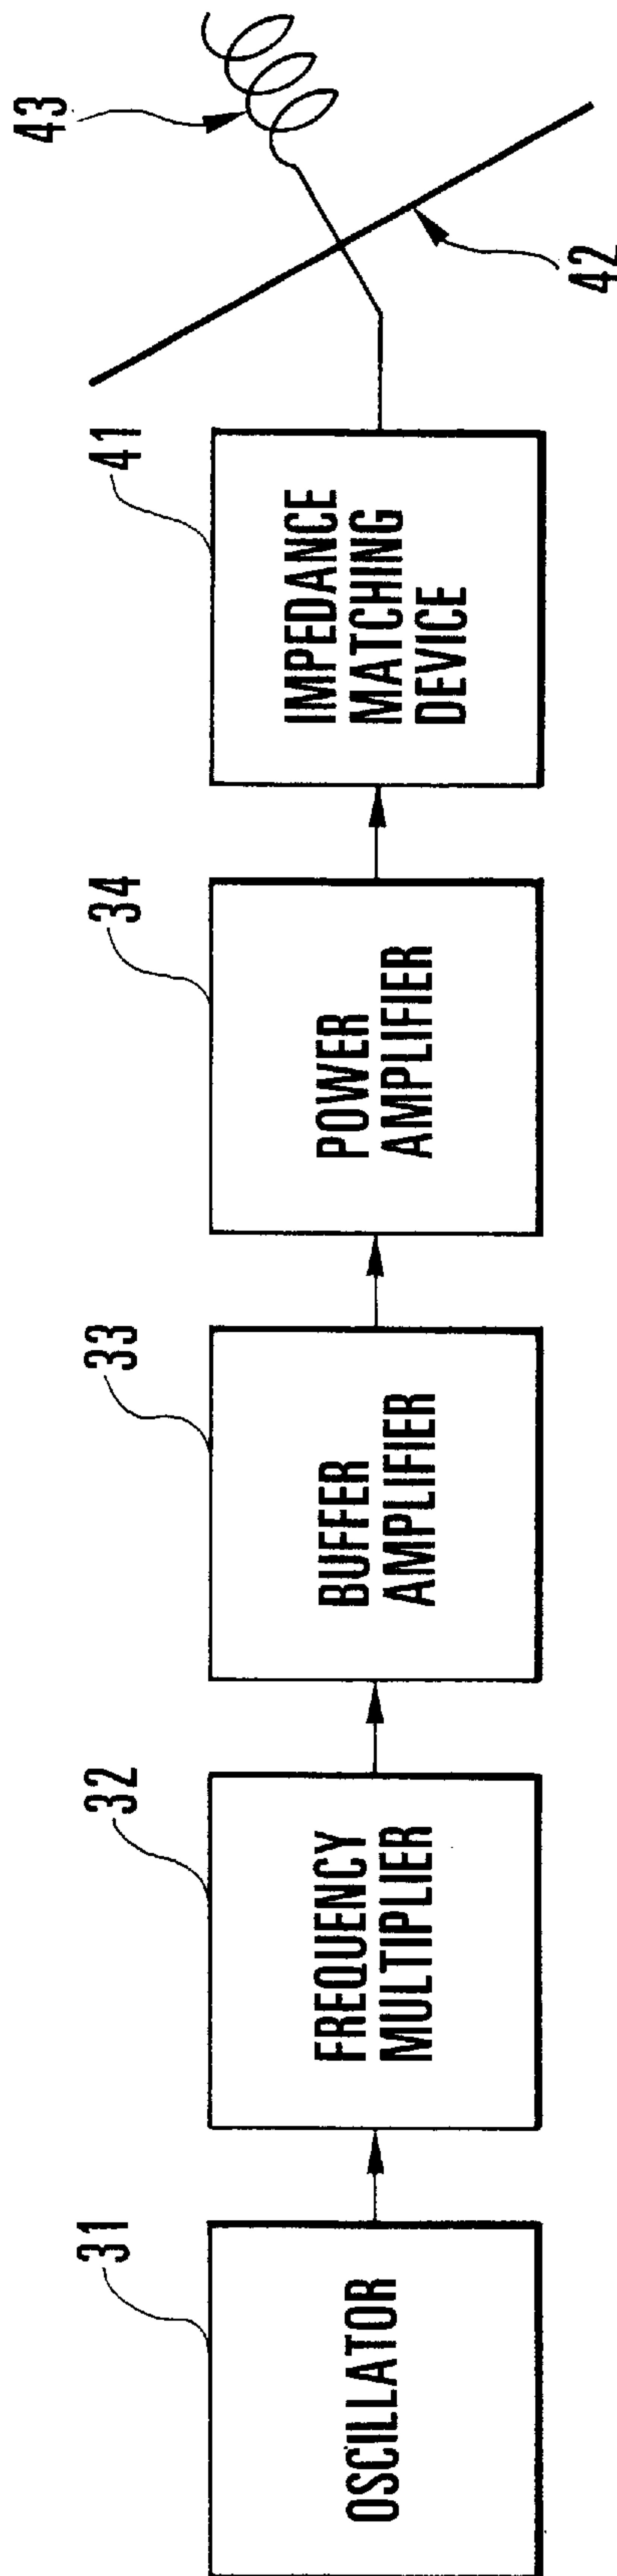 31
OSCILLATOR
32
FREQUENCY
MULTIPLIER
33
BUFFER
AMPLIFIER
34
POWER
AMPLIFIER
41
IMPEDANCE
MATCHING
DEVICE
43
42